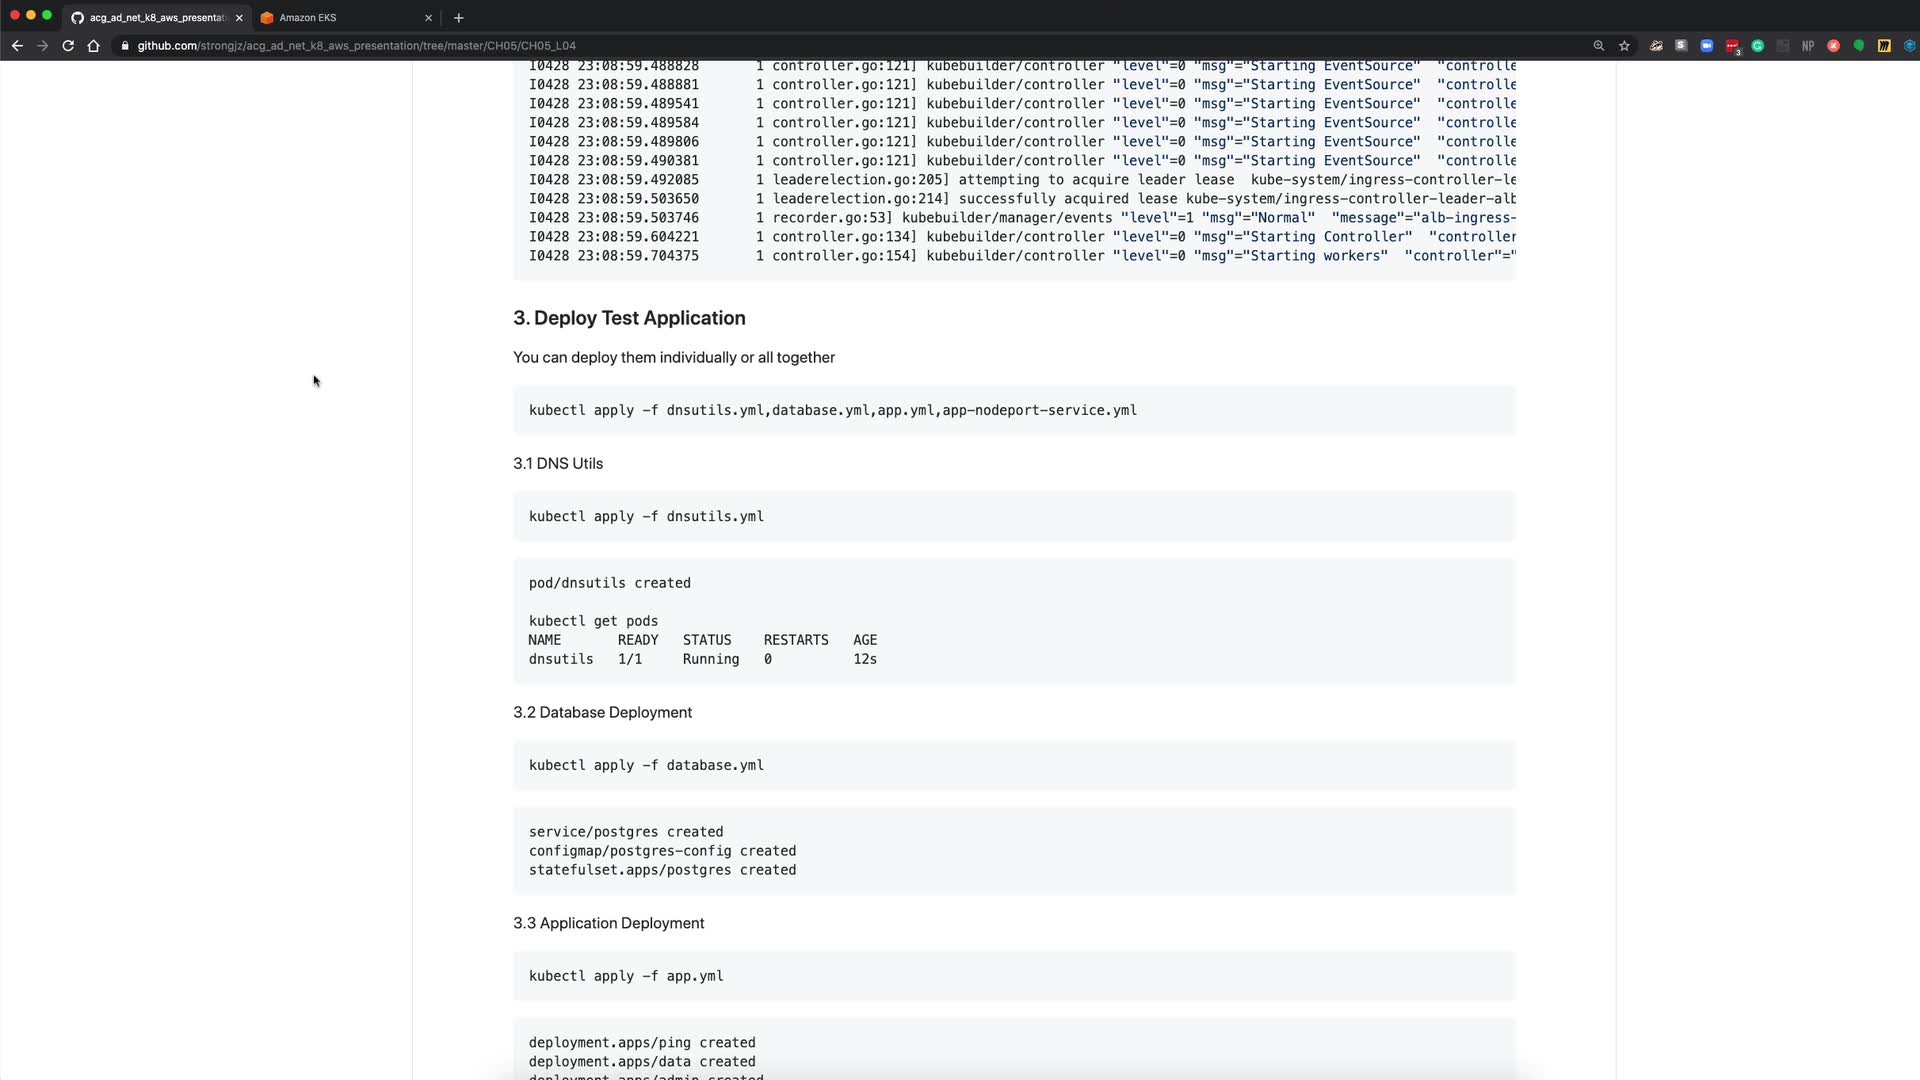 acg_ad_net_k8_aws_presentati
Amazon EKS
github.com/strongjz/acg_ad_net_k8_aws_presentation/tree/master/CH05/CH05_L04
NP
3
I0428 23:08:59.488828 1 controller.go:121] kubebuilder/controller "level"=0 "msg"="Starting EventSource" "controlle
I0428 23:08:59.488881 1 controller.go:121] kubebuilder/controller "level"=0 "msg"="Starting EventSource" "controlle
I0428 23:08:59.489541 1 controller.go:121] kubebuilder/controller "level"=0 "msg"="Starting EventSource" "controlle
I0428 23:08:59.489584 1 controller.go:121] kubebuilder/controller "level"=0 "msg"="Starting EventSource" "controlle
I0428 23:08:59.489806 1 controller.go:121] kubebuilder/controller "level"=0 "msg"="Starting EventSource" "controlle
I0428 23:08:59.490381 1 controller.go:121] kubebuilder/controller "level"=0 "msg"="Starting EventSource" "controlle
I0428 23:08:59.492085 1 leaderelection.go:205] attempting to acquire leader lease kube-system/ingress-controller-le
I0428 23:08:59.503650 1 leaderelection.go:214] successfully acquired lease kube-system/ingress-controller-leader-alb
I0428 23:08:59.503746 1 recorder.go:53] kubebuilder/manager/events "level"=1 "msg"="Normal" "message"="alb-ingress-
I0428 23:08:59.604221 1 controller.go:134] kubebuilder/controller "level"=0 "msg"="Starting Controller" "controller
I0428 23:08:59.704375 1 controller.go:154] kubebuilder/controller "level"=0 "msg"="Starting workers" "controller"="
3. Deploy Test Application
You can deploy them individually or all together
kubectl apply -f dnsutils.yml,database.yml,app.yml,app-nodeport-service.yml
3.1 DNS Utils
kubectl apply -f dnsutils.yml
pod/dnsutils created
kubectl get pods
NAME READY STATUS RESTARTS AGE
dnsutils 1/1 Running 0 12s
3.2 Database Deployment
kubectl apply -f database.yml
service/postgres created
configmap/postgres-config created
statefulset.apps/postgres created
3.3 Application Deployment
kubectl apply -f app.yml
deployment.apps/ping created
deployment.apps/data created
deployment.apps/admin created